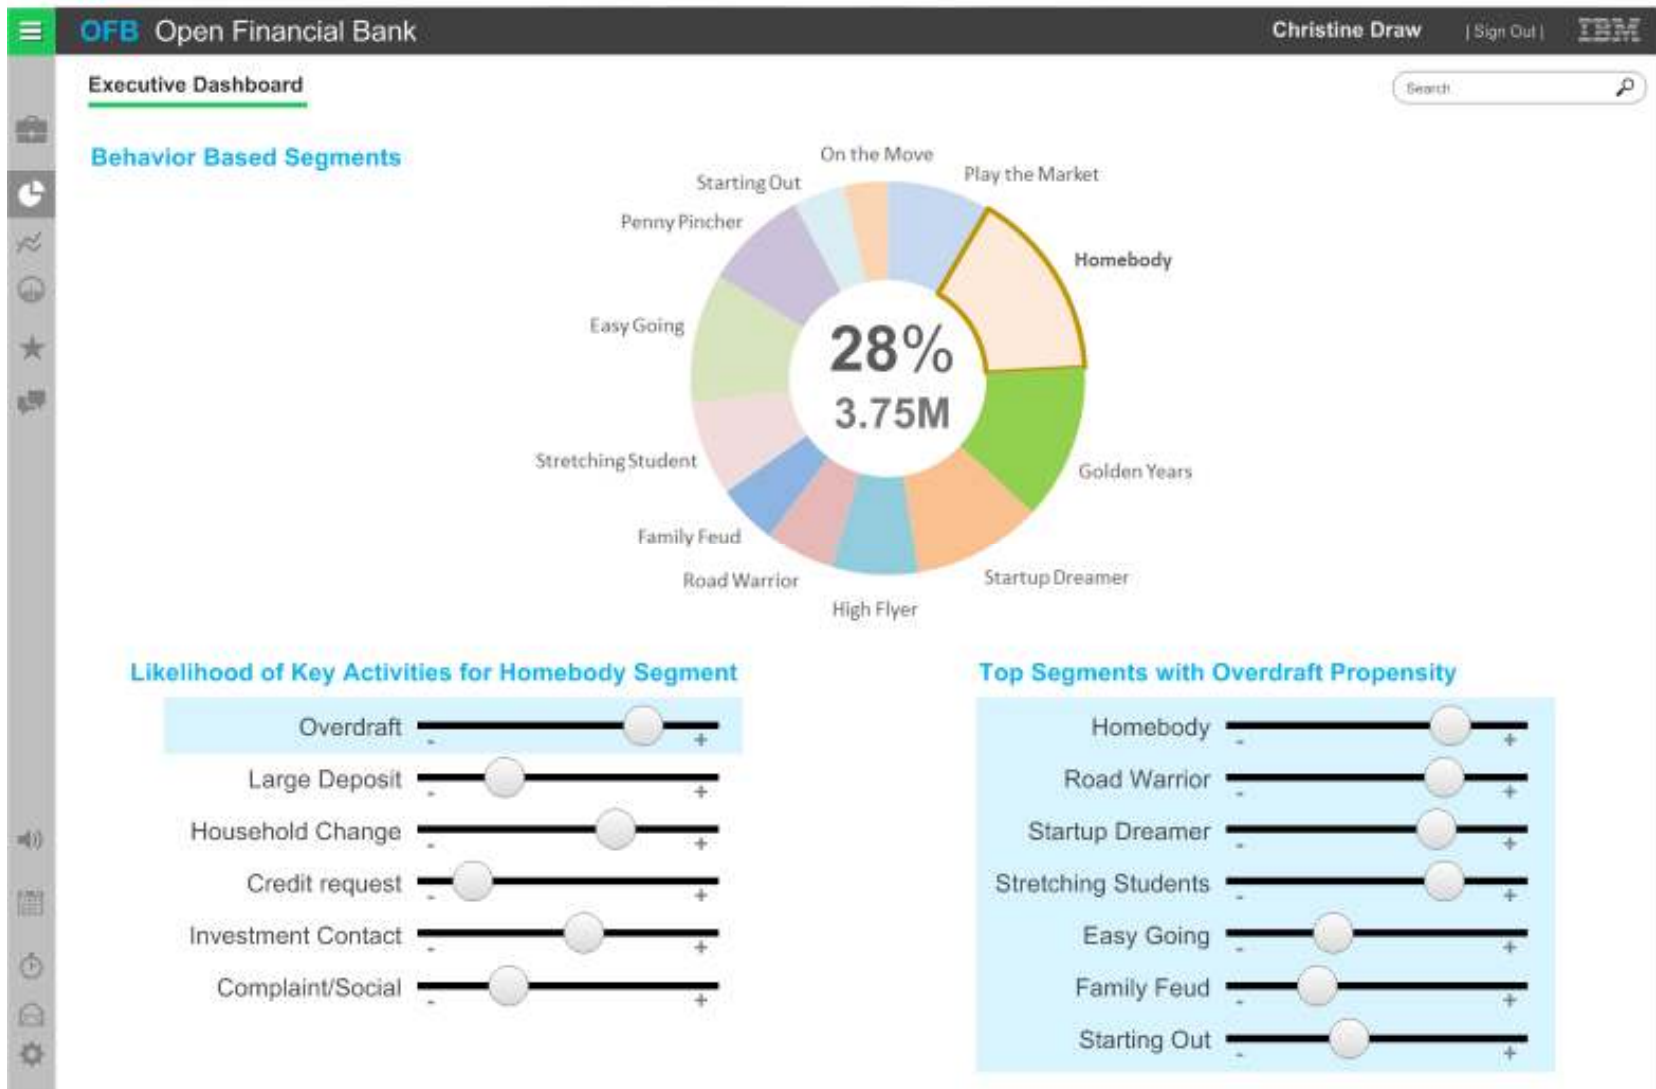 OFB Open Financial Bank
Christine Draw
| Sign Out |
IBM
Executive Dashboard
Search
Behavior Based Segments
On the Move
Play the Market
Starting Out
Penny Pincher
Homebody
Easy Going
28%
3.75M
Stretching Student
Golden Years
Family Feud
Road Warrior
Startup Dreamer
High Flyer
Likelihood of Key Activities for Homebody Segment
Overdraft - +
Large Deposit - +
Household Change - +
Credit request - +
Investment Contact - +
Complaint/Social - +
Top Segments with Overdraft Propensity
Homebody - +
Road Warrior - +
Startup Dreamer - +
Stretching Students - +
Easy Going - +
Family Feud - +
Starting Out - +